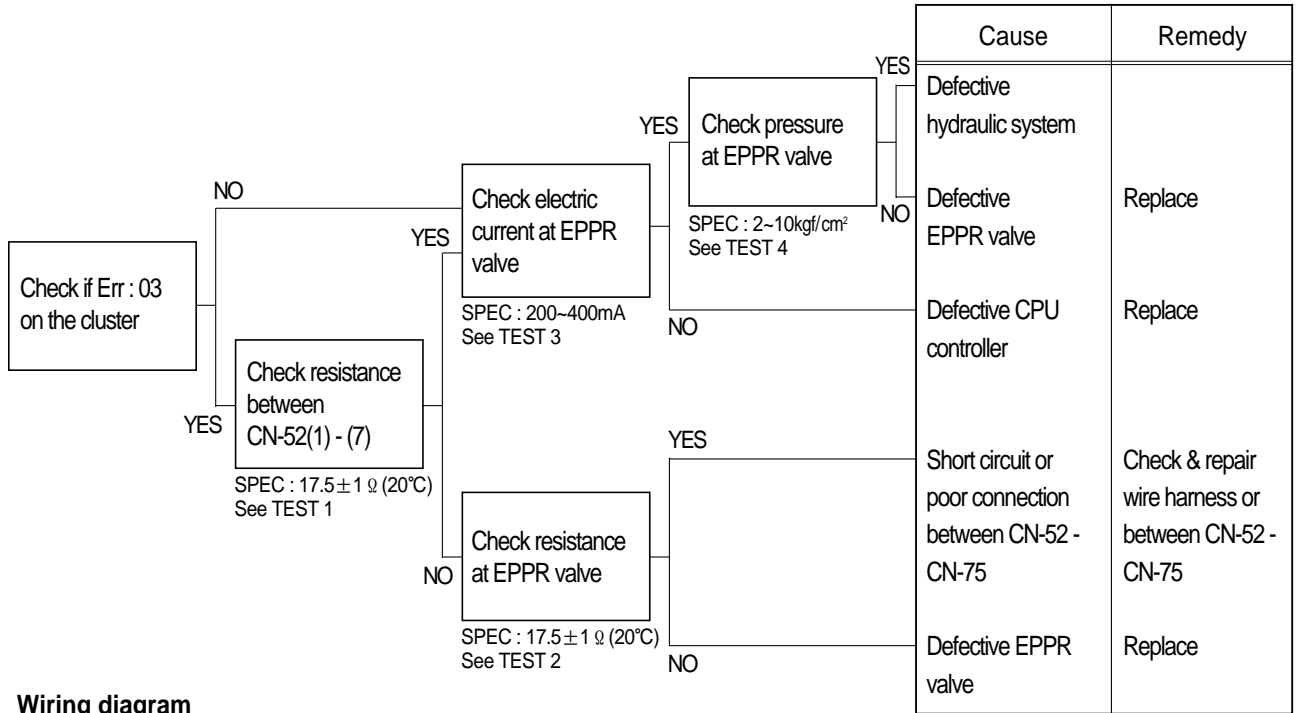 Cause
Remedy
YES
Defective
hydraulic system
YES
Check pressure
at EPPR valve
NO
Defective
EPPR valve
Replace
SPEC : 2~10kgf/cm²
See TEST 4
NO
Check electric
current at EPPR
valve
YES
SPEC : 200~400mA
See TEST 3
NO
Defective CPU
controller
Replace
Check if Err : 03
on the cluster
Check resistance
between
CN-52(1) - (7)
YES
SPEC : 17.5±1 Ω (20°C)
See TEST 1
YES
Short circuit or
poor connection
between CN-52 -
CN-75
Check & repair
wire harness or
between CN-52 -
CN-75
Check resistance
at EPPR valve
NO
SPEC : 17.5±1 Ω (20°C)
See TEST 2
NO
Defective EPPR
valve
Replace
Wiring diagram